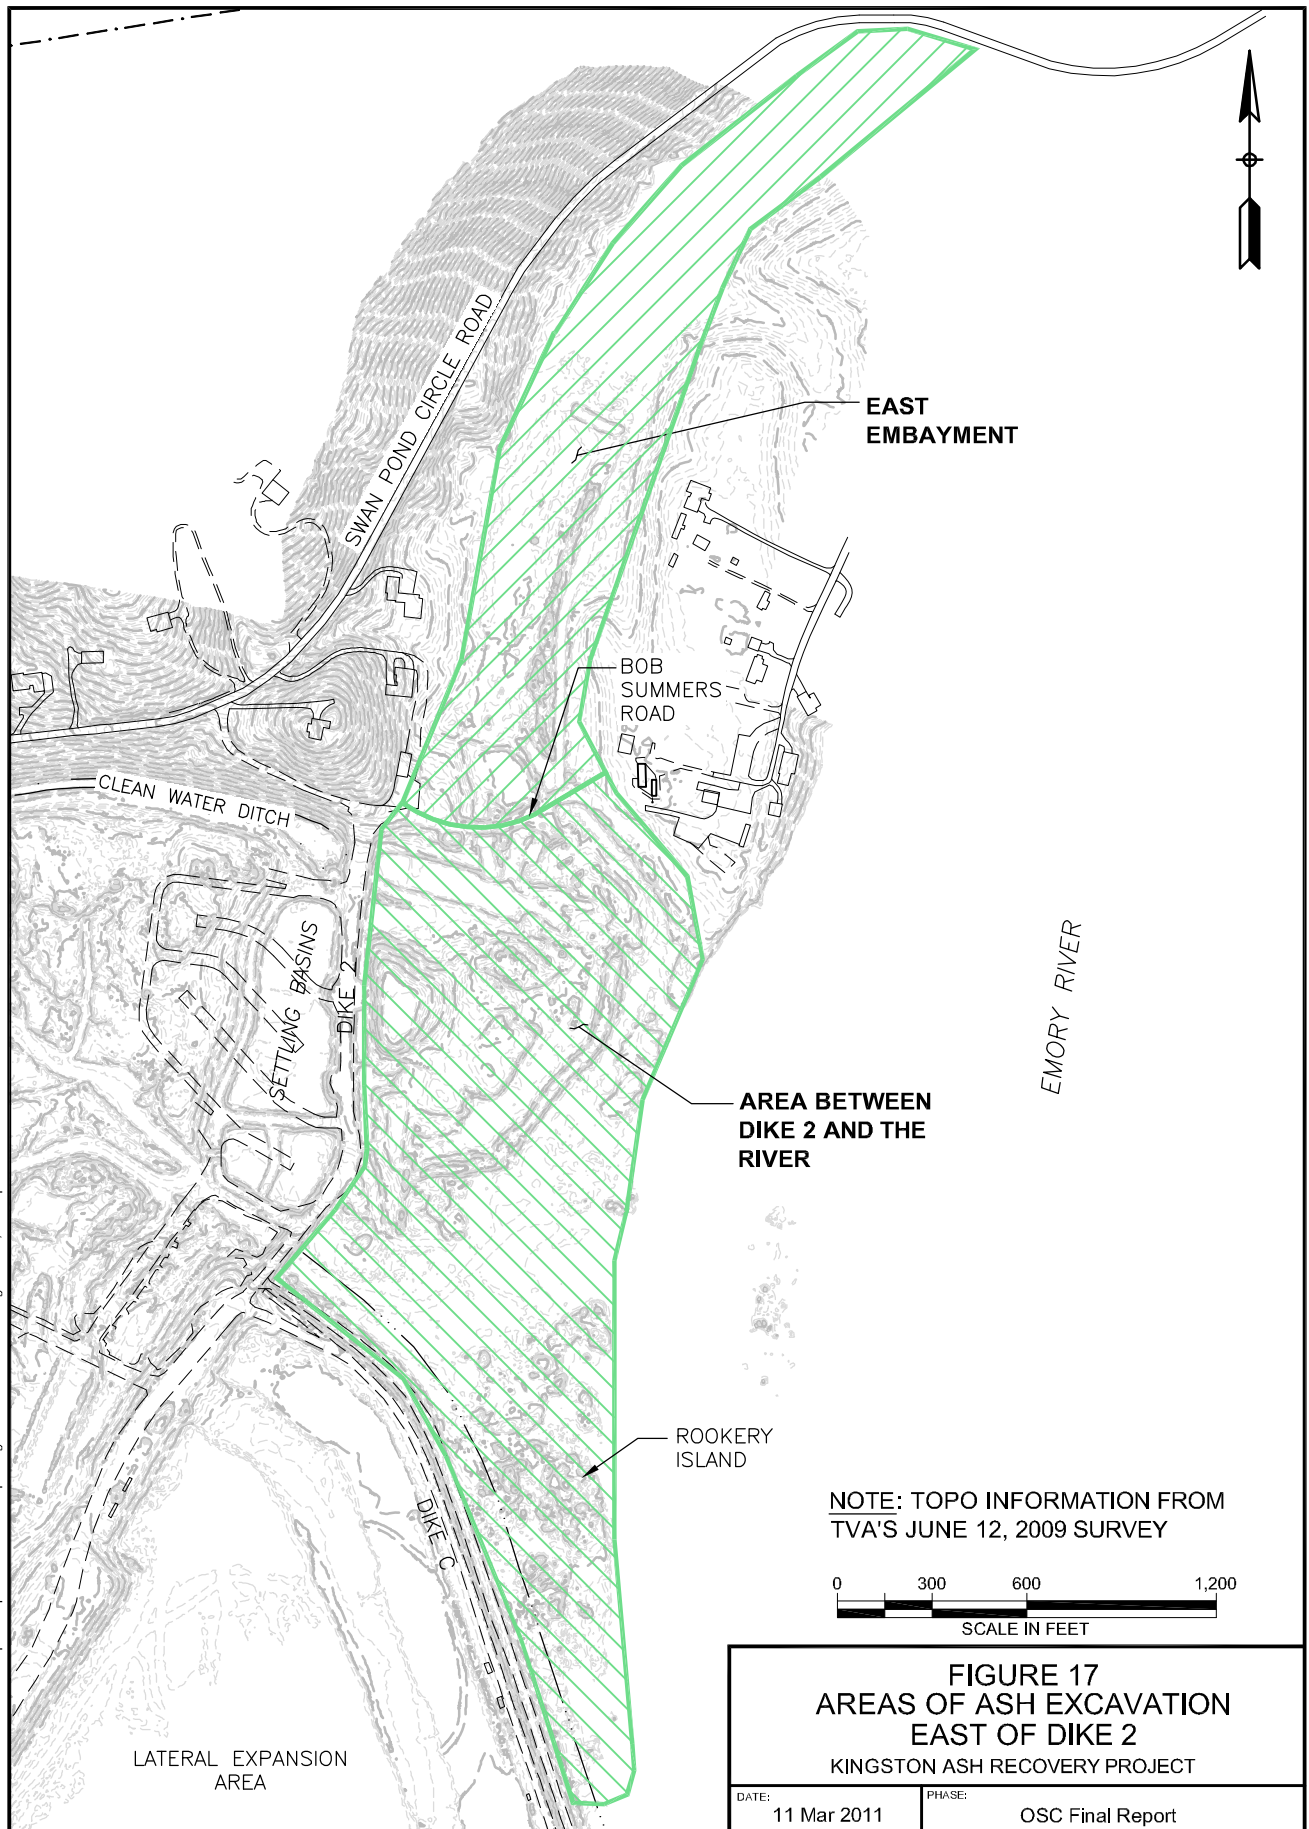 SWAN POND CIRCLE ROAD
EAST
EMBAYMENT
BOB
SUMMERS
ROAD
CLEAN WATER DITCH
SETTLING BASINS
DIKE 2
EMORY RIVER
AREA BETWEEN
DIKE 2 AND THE
RIVER
ROOKERY
ISLAND
DIKE C
NOTE: TOPO INFORMATION FROM
TVA'S JUNE 12, 2009 SURVEY
0 300 600 1,200
SCALE IN FEET
LATERAL EXPANSION
AREA
FIGURE 17
AREAS OF ASH EXCAVATION
EAST OF DIKE 2
KINGSTON ASH RECOVERY PROJECT
DATE:
11 Mar 2011
PHASE:
OSC Final Report